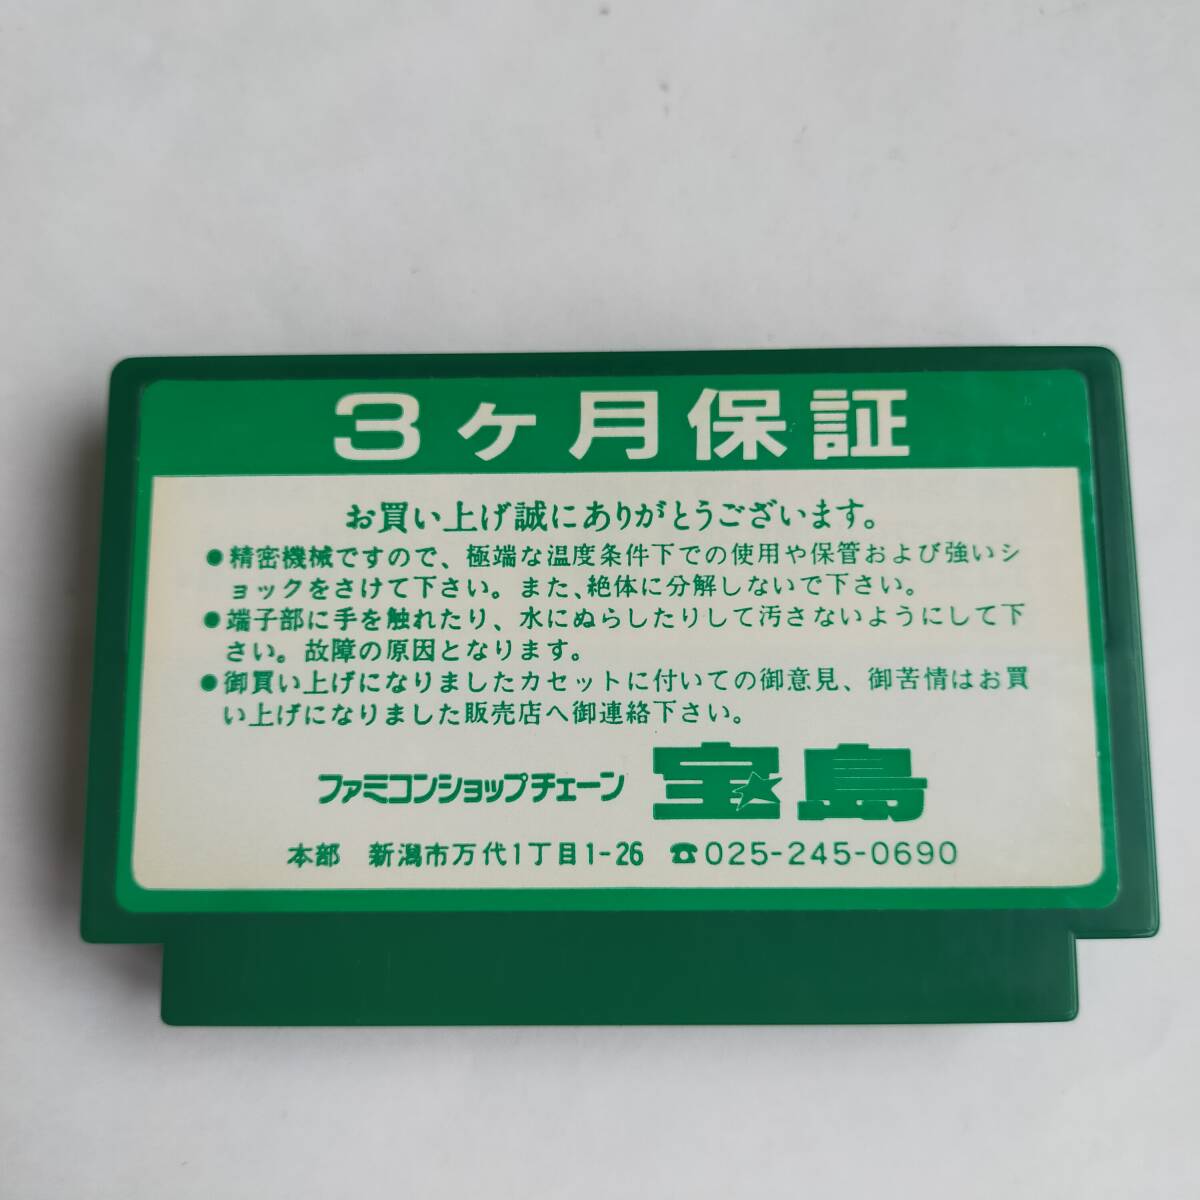 3ヶ月保証
お買い上げ誠にありがとうございます。
●精密機械ですので、極端な温度条件下での使用や保管および強いシ
ョックをさけて下さい。また、絶体に分解しないで下さい。
●端子部に手を触れたり、水にぬらしたりして汚さないようにして下
さい。故障の原因となります。
●御買い上げになりましたカセットに付いての御意見、御苦情はお買
い上げになりました販売店へ御連絡下さい。
ファミコンショップチェーン 宝島
本部 新潟市万代1丁目1-26 ☎025-245-0690